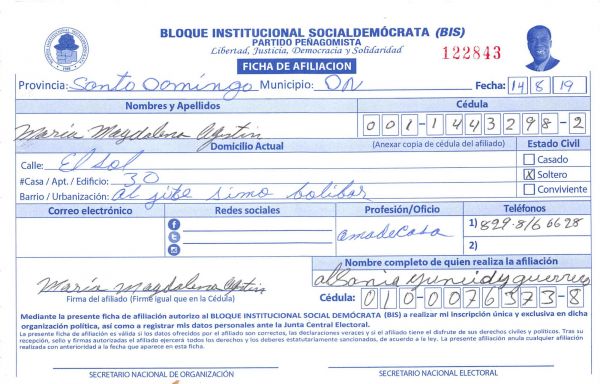 BLOQUE INSTITUCIONAL SOCIALDEMÓCRATA (BIS)
PARTIDO PEÑAGOMISTA
Libertad, Justicia, Democracia y Solidaridad
122843
FICHA DE AFILIACION
Provincia: Santo Domingo Municipio: DN Fecha: 14 8 19
Nombres y Apellidos Cédula
María Magdalena Agustin 001-1443298-2
Domicilio Actual (Anexar copia de cédula del afiliado) Estado Civil
Calle: El sol Casado
#Casa / Apt. / Edificio: 30 X Soltero
Barrio / Urbanización: al jite simo bolibar Conviviente
Correo electrónico Redes sociales Profesión/Oficio Teléfonos
amadecasa 1) 829-816 6628
2)
Nombre completo de quien realiza la afiliación
María Magdalena Agustin albania yuneidy guerrero
Firma del afiliado (Firme igual que en la Cédula) Cédula: 010-0076373-8
Mediante la presente ficha de afiliación autorizo al BLOQUE INSTITUCIONAL SOCIAL DEMÓCRATA (BIS) a realizar mi inscripción única y exclusiva en dicha
organización política, así como a registrar mis datos personales ante la Junta Central Electoral.
La presente ficha de afiliación es válida si los datos ofrecidos por el afiliado son correctos, las declaraciones veraces y si el afiliado tiene el disfrute de sus derechos civiles y políticos. Tras su
recepción, sello y firmas autorizadas el afiliado ejercerá todos los derechos y los deberes estatutariamente sancionados, de acuerdo a la ley. La presente afiliación anula cualquier afiliación
realizada con anterioridad a la fecha que aparece en esta ficha.
SECRETARIO NACIONAL DE ORGANIZACIÓN SECRETARIO NACIONAL ELECTORAL